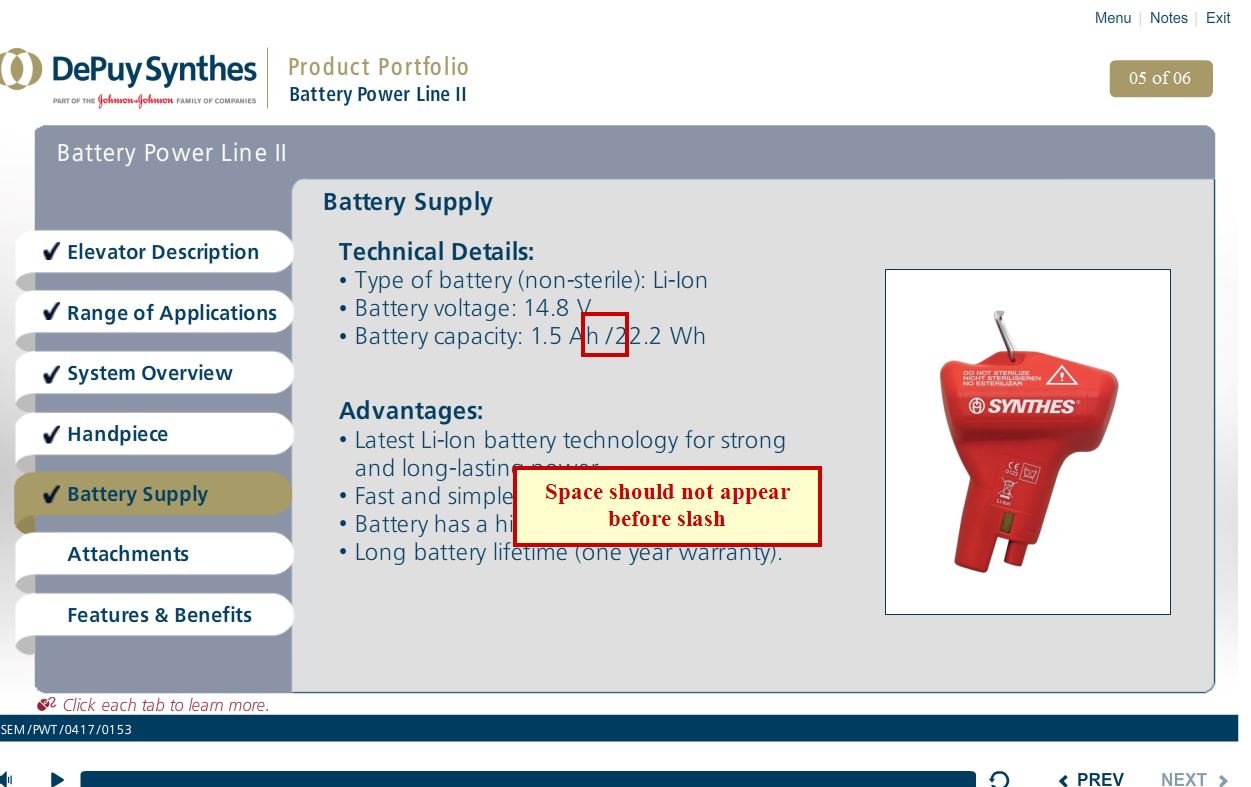 Menu | Notes | Exit
DePuy Synthes
PART OF THE Johnson & Johnson FAMILY OF COMPANIES
Product Portfolio
Battery Power Line II
05 of 06
Battery Power Line II
Elevator Description
Range of Applications
System Overview
Handpiece
Battery Supply
Attachments
Features & Benefits
Battery Supply
Technical Details:
• Type of battery (non-sterile): Li-Ion
• Battery voltage: 14.8 V
• Battery capacity: 1.5 Ah /22.2 Wh
Advantages:
• Latest Li-Ion battery technology for strong
and long-lasting power
• Fast and simple
• Battery has a hi
• Long battery lifetime (one year warranty).
Space should not appear
before slash
DO NOT STERILIZE
NICHT STERILISIEREN
NO ESTERILIZAR
SYNTHES®
CE
0123
Li-Ion
Click each tab to learn more.
SEM/PWT/0417/0153
PREV
NEXT